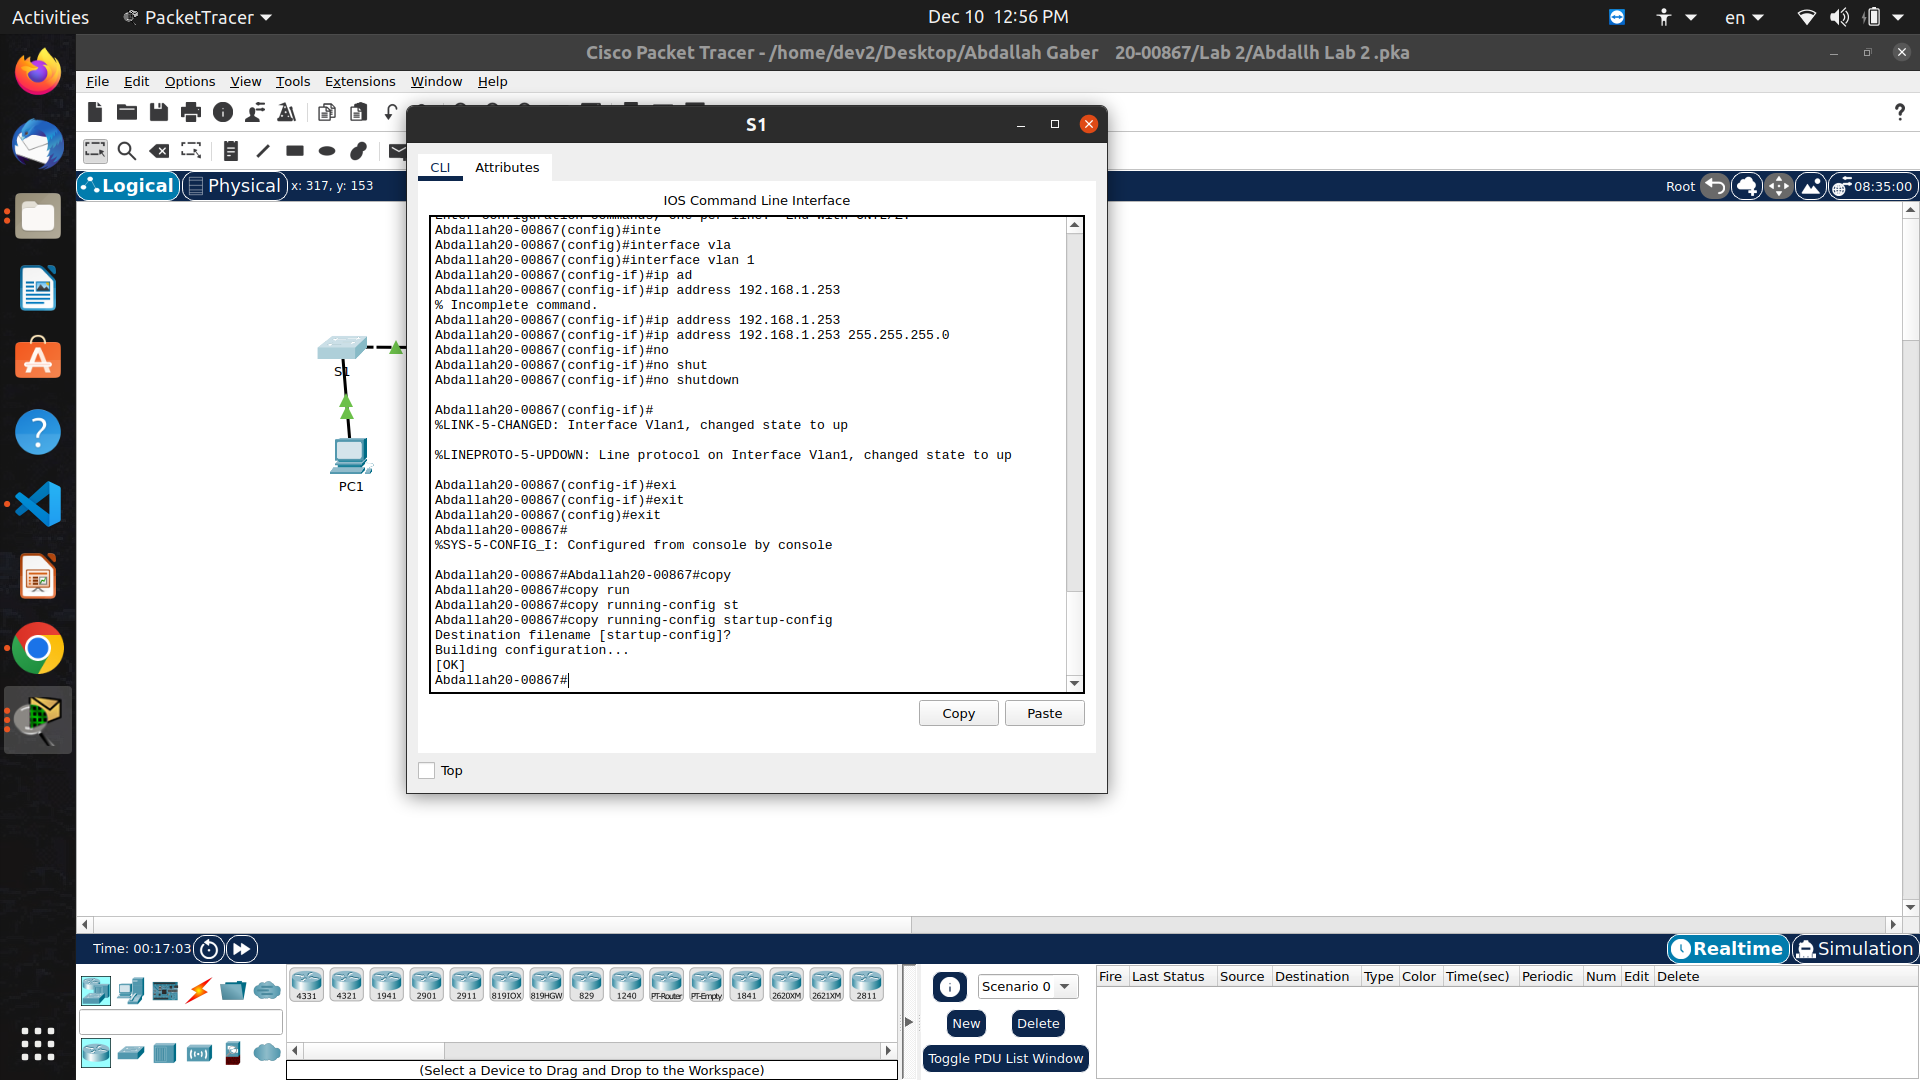 Activities
PacketTracer
Dec 10 12:56 PM
en
Cisco Packet Tracer - /home/dev2/Desktop/Abdallah Gaber 20-00867/Lab 2/Abdallh Lab 2 .pka
File Edit Options View Tools Extensions Window Help
S1
CLI
Attributes
Logical
Physical
x: 317, y: 153
Root
08:35:00
IOS Command Line Interface
Enter configuration commands, one per line. End with CNTL/Z.
Abdallah20-00867(config)#inte
Abdallah20-00867(config)#interface vla
Abdallah20-00867(config)#interface vlan 1
Abdallah20-00867(config-if)#ip ad
Abdallah20-00867(config-if)#ip address 192.168.1.253
% Incomplete command.
Abdallah20-00867(config-if)#ip address 192.168.1.253
Abdallah20-00867(config-if)#ip address 192.168.1.253 255.255.255.0
Abdallah20-00867(config-if)#no
Abdallah20-00867(config-if)#no shut
Abdallah20-00867(config-if)#no shutdown
Abdallah20-00867(config-if)#
%LINK-5-CHANGED: Interface Vlan1, changed state to up
%LINEPROTO-5-UPDOWN: Line protocol on Interface Vlan1, changed state to up
Abdallah20-00867(config-if)#exi
Abdallah20-00867(config-if)#exit
Abdallah20-00867(config)#exit
Abdallah20-00867#
%SYS-5-CONFIG_I: Configured from console by console
Abdallah20-00867#Abdallah20-00867#copy
Abdallah20-00867#copy run
Abdallah20-00867#copy running-config st
Abdallah20-00867#copy running-config startup-config
Destination filename [startup-config]?
Building configuration...
[OK]
Abdallah20-00867#
Copy
Paste
Top
S1
PC1
Time: 00:17:03
Realtime
Simulation
4331 4321 1941 2901 2911 819IOX 819HGW 829 1240 PT-Router PT-Empty 1841 2620XM 2621XM 2811
(Select a Device to Drag and Drop to the Workspace)
Scenario 0
New
Delete
Toggle PDU List Window
Fire Last Status Source Destination Type Color Time(sec) Periodic Num Edit Delete